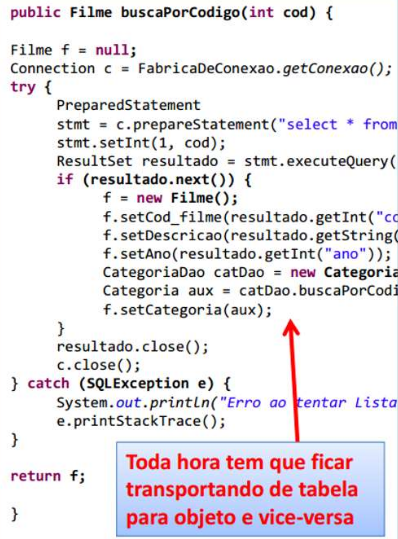 public Filme buscaPorCodigo(int cod) {
Filme f = null;
Connection c = FabricaDeConexao.getConexao();
try {
PreparedStatement
stmt = c.prepareStatement("select * from
stmt.setInt(1, cod);
ResultSet resultado = stmt.executeQuery(
if (resultado.next()) {
f = new Filme();
f.setCod_filme(resultado.getInt("co
f.setDescricao(resultado.getString(
f.setAno(resultado.getInt("ano"));
CategoriaDao catDao = new Categoria
Categoria aux = catDao.buscaPorCodi
f.setCategoria(aux);
}
resultado.close();
c.close();
} catch (SQLException e) {
System.out.println("Erro ao tentar Lista
e.printStackTrace();
}
return f;
}
Toda hora tem que ficar
transportando de tabela
para objeto e vice-versa